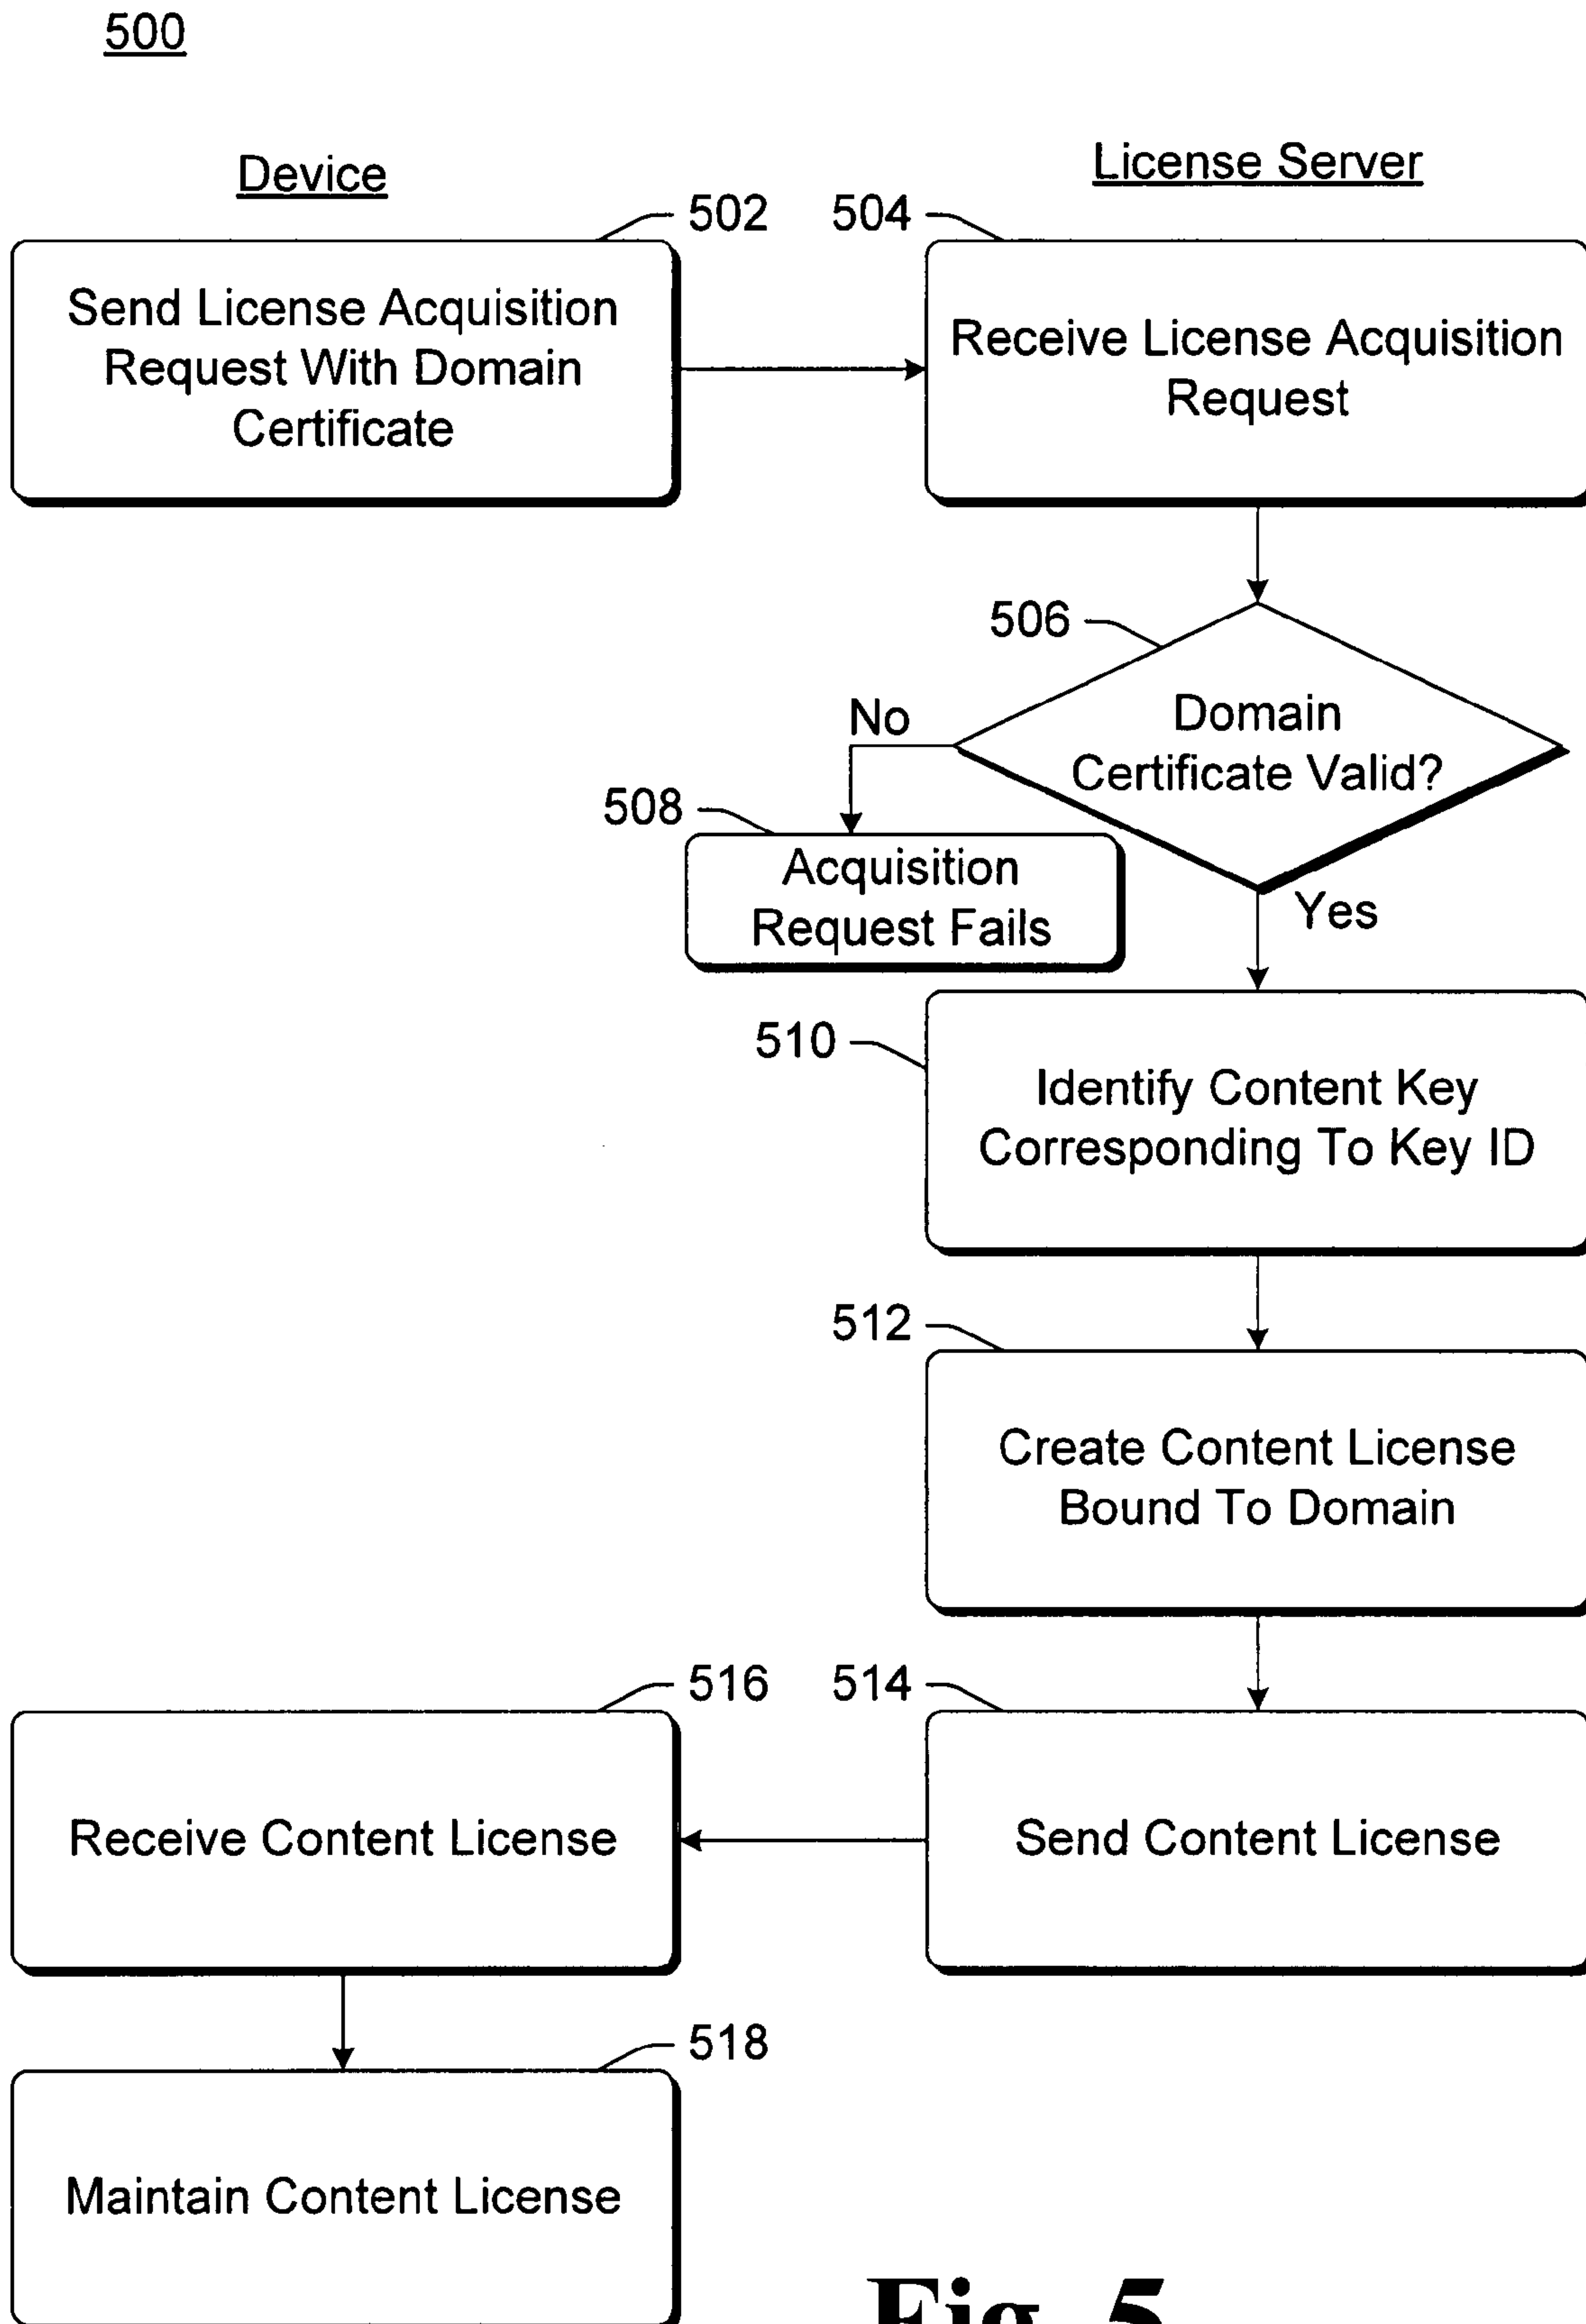 500
Device
License Server
502
504
Send License Acquisition
Request With Domain
Certificate
Receive License Acquisition
Request
506
Domain
Certificate Valid?
No
Yes
508
Acquisition
Request Fails
510
Identify Content Key
Corresponding To Key ID
512
Create Content License
Bound To Domain
516
514
Receive Content License
Send Content License
518
Maintain Content License
Fig. 5